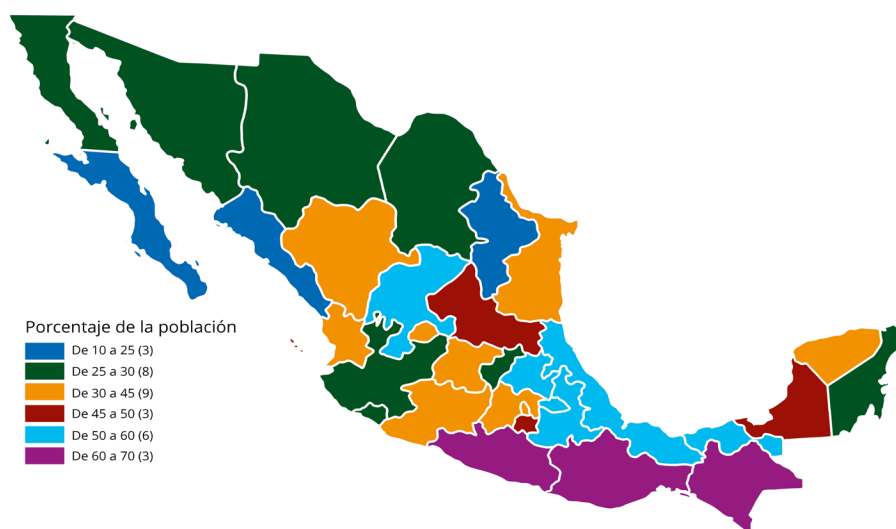 Porcentaje de la población
De 10 a 25 (3)
De 25 a 30 (8)
De 30 a 45 (9)
De 45 a 50 (3)
De 50 a 60 (6)
De 60 a 70 (3)